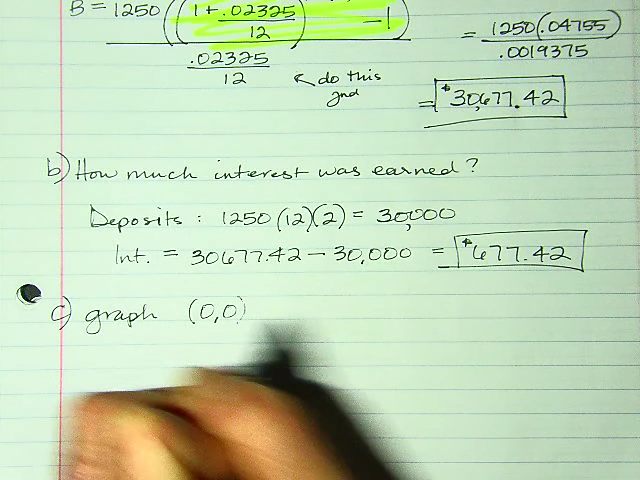 B = 1250((1 + .02325/12) - 1)
.02325/12
do this
2nd
= 1250(.04755)/.0019375
= $30,677.42
b) How much interest was earned?
Deposits : 1250(12)(2) = 30,000
Int. = 30677.42 - 30,000 = $677.42
c) graph (0,0)